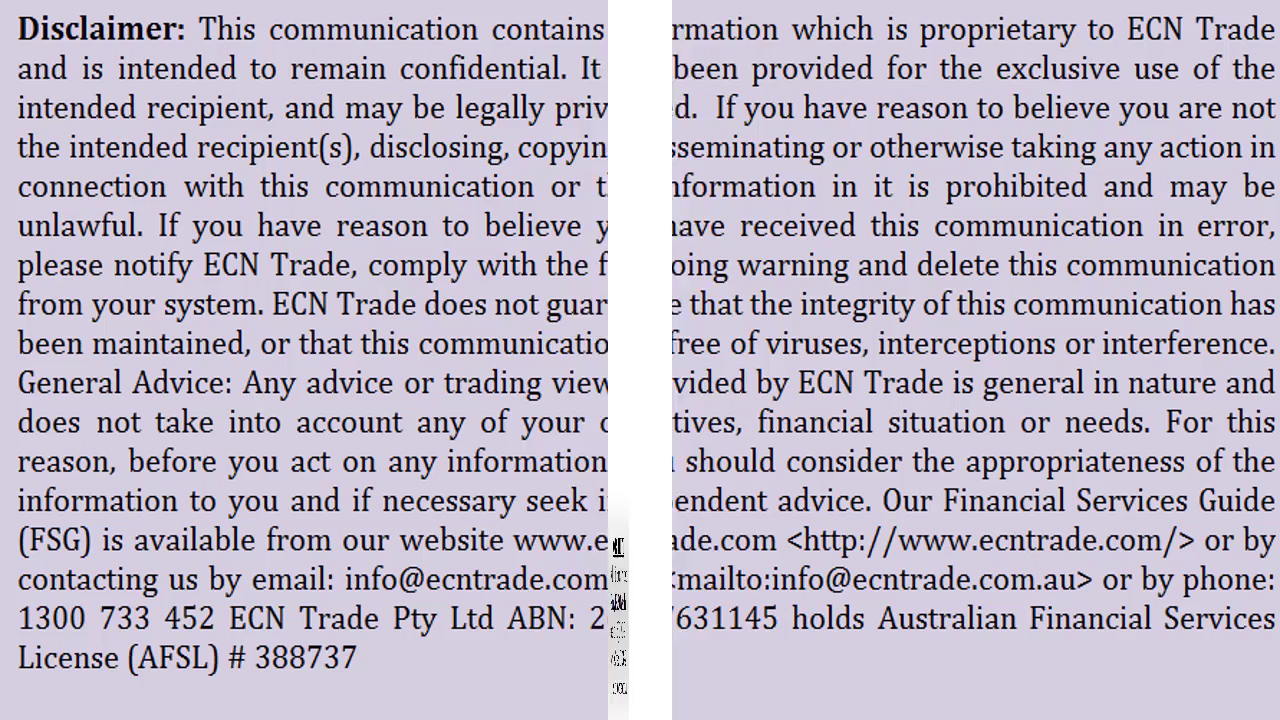 Disclaimer: This communication contains rmation which is proprietary to ECN Trade
and is intended to remain confidential. It been provided for the exclusive use of the
intended recipient, and may be legally priv d. If you have reason to believe you are not
the intended recipient(s), disclosing, copyin sseminating or otherwise taking any action in
connection with this communication or t nformation in it is prohibited and may be
unlawful. If you have reason to believe y have received this communication in error,
please notify ECN Trade, comply with the f oing warning and delete this communication
from your system. ECN Trade does not guar e that the integrity of this communication has
been maintained, or that this communicatio free of viruses, interceptions or interference.
General Advice: Any advice or trading view vided by ECN Trade is general in nature and
does not take into account any of your o tives, financial situation or needs. For this
reason, before you act on any information should consider the appropriateness of the
information to you and if necessary seek i pendent advice. Our Financial Services Guide
(FSG) is available from our website www.e ade.com <http://www.ecntrade.com/> or by
contacting us by email: info@ecntrade.com <mailto:info@ecntrade.com.au> or by phone:
1300 733 452 ECN Trade Pty Ltd ABN: 2 7631145 holds Australian Financial Services
License (AFSL) # 388737